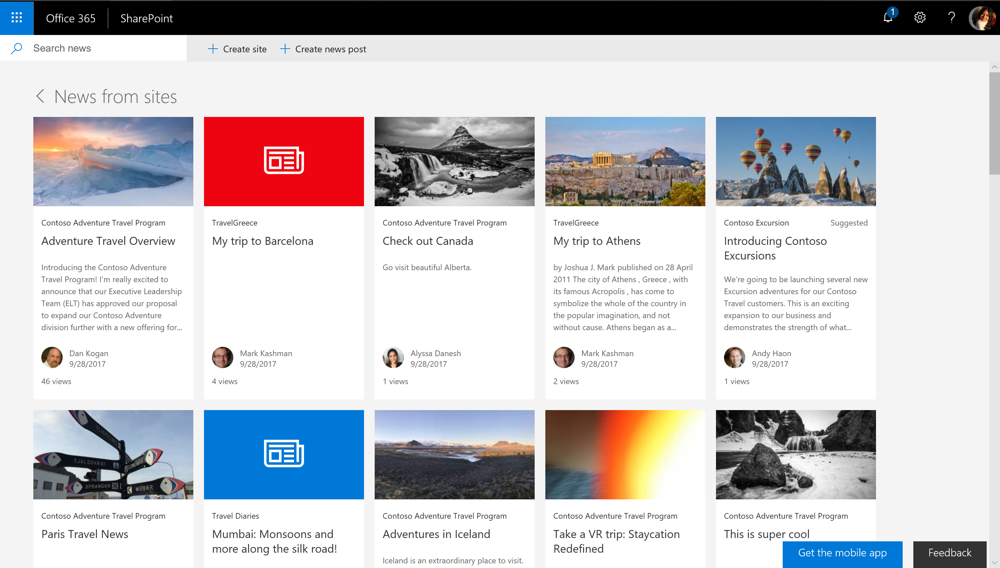 Office 365
SharePoint
1
Search news
Create site
Create news post
News from sites
Contoso Adventure Travel Program
Adventure Travel Overview
Introducing the Contoso Adventure
Travel Program! I'm really excited to
announce that our Executive Leadership
Team (ELT) has approved our proposal
to expand our Contoso Adventure
division further with a new offering for...
Dan Kogan
9/28/2017
46 views
TravelGreece
My trip to Barcelona
Mark Kashman
9/28/2017
4 views
Contoso Adventure Travel Program
Check out Canada
Go visit beautiful Alberta.
Alyssa Danesh
9/28/2017
1 views
TravelGreece
My trip to Athens
by Joshua J. Mark published on 28 April
2011 The city of Athens , Greece , with
its famous Acropolis , has come to
symbolize the whole of the country in
the popular imagination, and not
without cause. Athens began as a...
Mark Kashman
9/28/2017
2 views
Contoso Excursion
Suggested
Introducing Contoso
Excursions
We’re going to be launching several new
Excursion adventures for our Contoso
Travel customers. This is an exciting
expansion to our business and
demonstrates the strength of what...
Andy Haon
9/28/2017
1 views
TJALDSVÆÐI
ELDHEIMAR
SPRANGAN
MIÐBÆR
Contoso Adventure Travel Program
Paris Travel News
Travel Diaries
Mumbai: Monsoons and
more along the silk road!
Contoso Adventure Travel Program
Adventures in Iceland
Iceland is an extraordinary place to visit.
Contoso Adventure Travel Program
Take a VR trip: Staycation
Redefined
Contoso Adventure Travel Program
This is super cool
Get the mobile app
Feedback